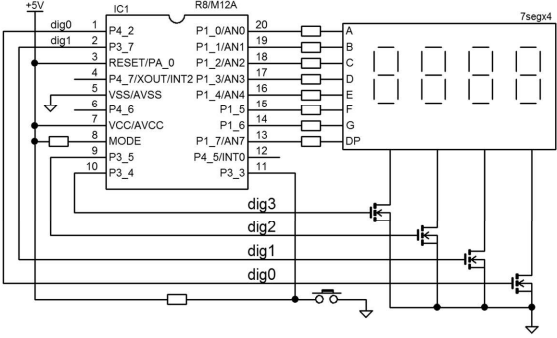 +5V
IC1
R8/M12A
7segx4
dig0
dig1
1 P4_2 P1_0/AN0 20 A
2 P3_7 P1_1/AN1 19 B
3 RESET/PA_0 P1_2/AN2 18 C
4 P4_7/XOUT/INT2 P1_3/AN3 17 D
5 VSS/AVSS P1_4/AN4 16 E
6 P4_6 P1_5 15 F
7 VCC/AVCC P1_6 14 G
8 MODE P1_7/AN7 13 DP
9 P3_5 P4_5/INT0 12
10 P3_4 P3_3 11
dig3
dig2
dig1
dig0